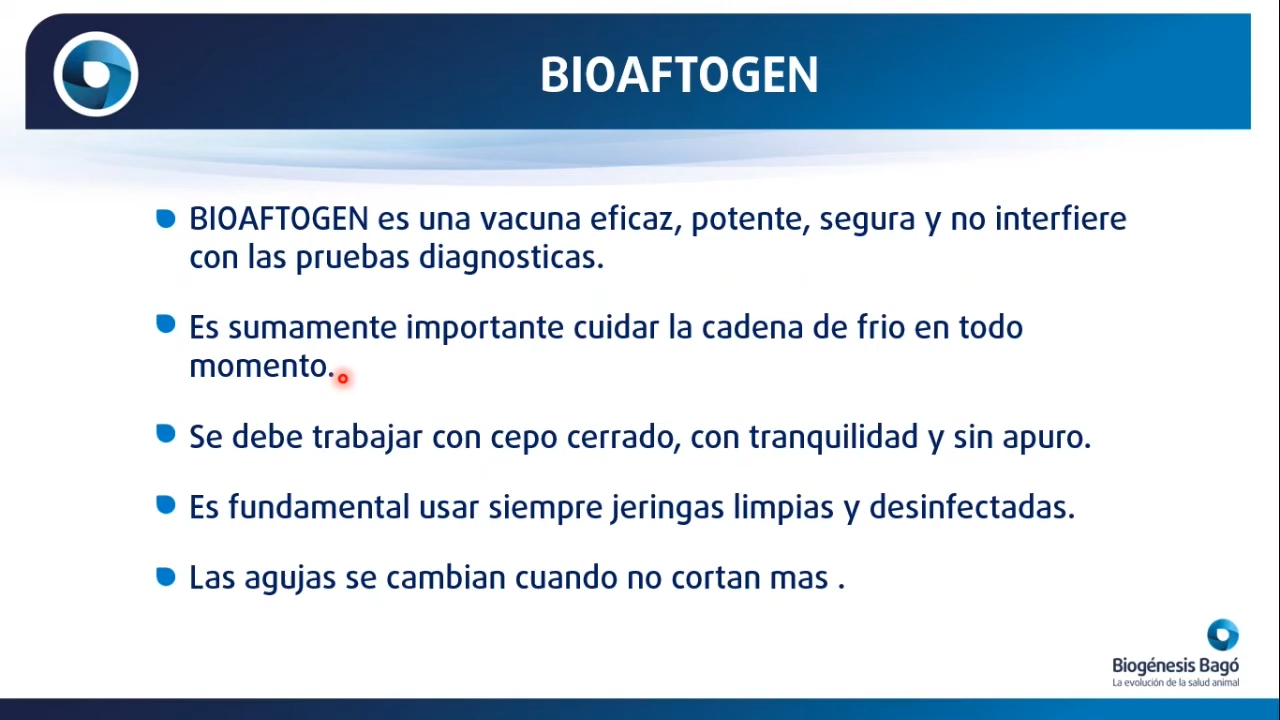 BIOAFTOGEN
BIOAFTOGEN es una vacuna eficaz, potente, segura y no interfiere
con las pruebas diagnosticas.
Es sumamente importante cuidar la cadena de frio en todo
momento.
Se debe trabajar con cepo cerrado, con tranquilidad y sin apuro.
Es fundamental usar siempre jeringas limpias y desinfectadas.
Las agujas se cambian cuando no cortan mas .
Biogénesis Bagó
La evolución de la salud animal